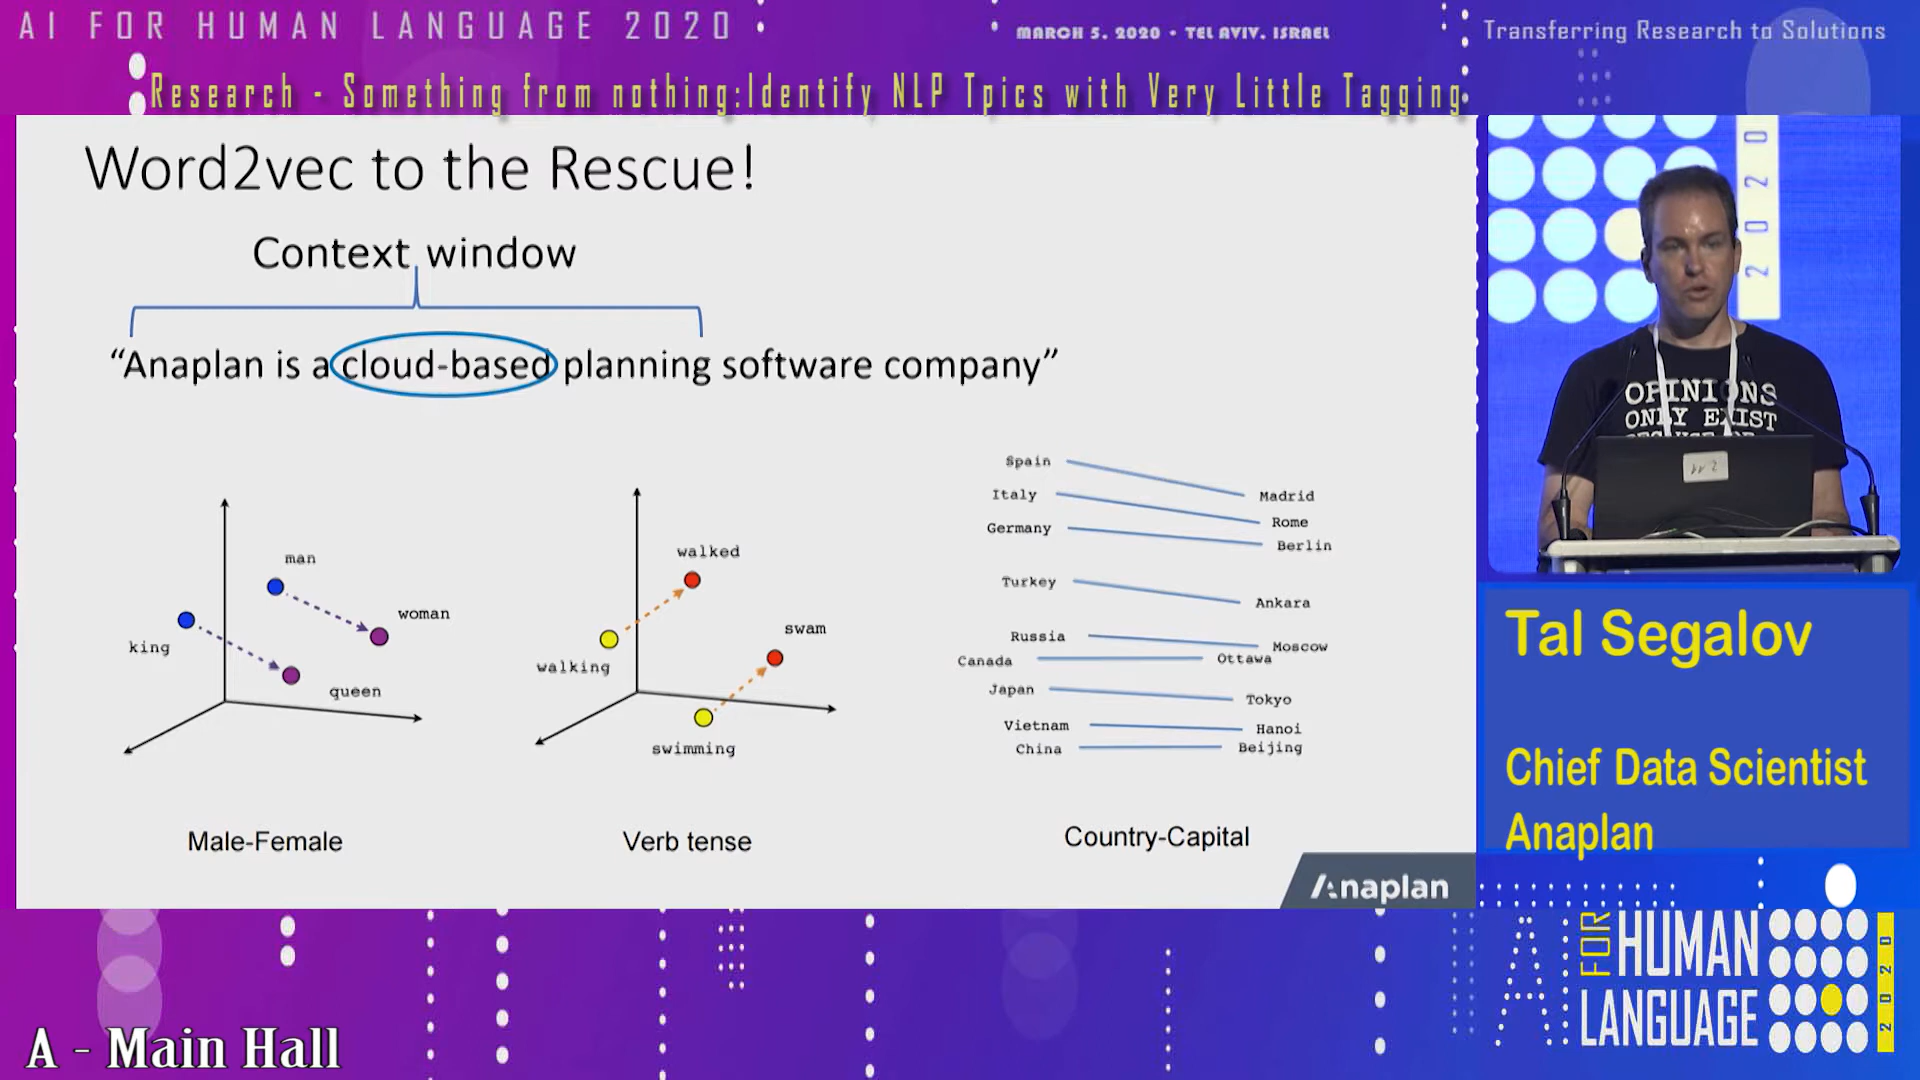 AI FOR HUMAN LANGUAGE 2020
MARCH 5. 2020 • TEL AVIV. ISRAEL
Transferring Research to Solutions
Research - Something from nothing:Identify NLP Tpics with Very Little Tagging
Word2vec to the Rescue!
Context window
“Anaplan is a cloud-based planning software company”
man
woman
king
queen
Male-Female
walked
walking
swam
swimming
Verb tense
Spain Madrid
Italy Rome
Germany Berlin
Turkey Ankara
Russia Moscow
Canada Ottawa
Japan Tokyo
Vietnam Hanoi
China Beijing
Country-Capital
Anaplan
2020
OPINIONS
ONLY EXIST
Tal Segalov
Chief Data Scientist
Anaplan
AI FOR HUMAN
LANGUAGE
2020
A - Main Hall